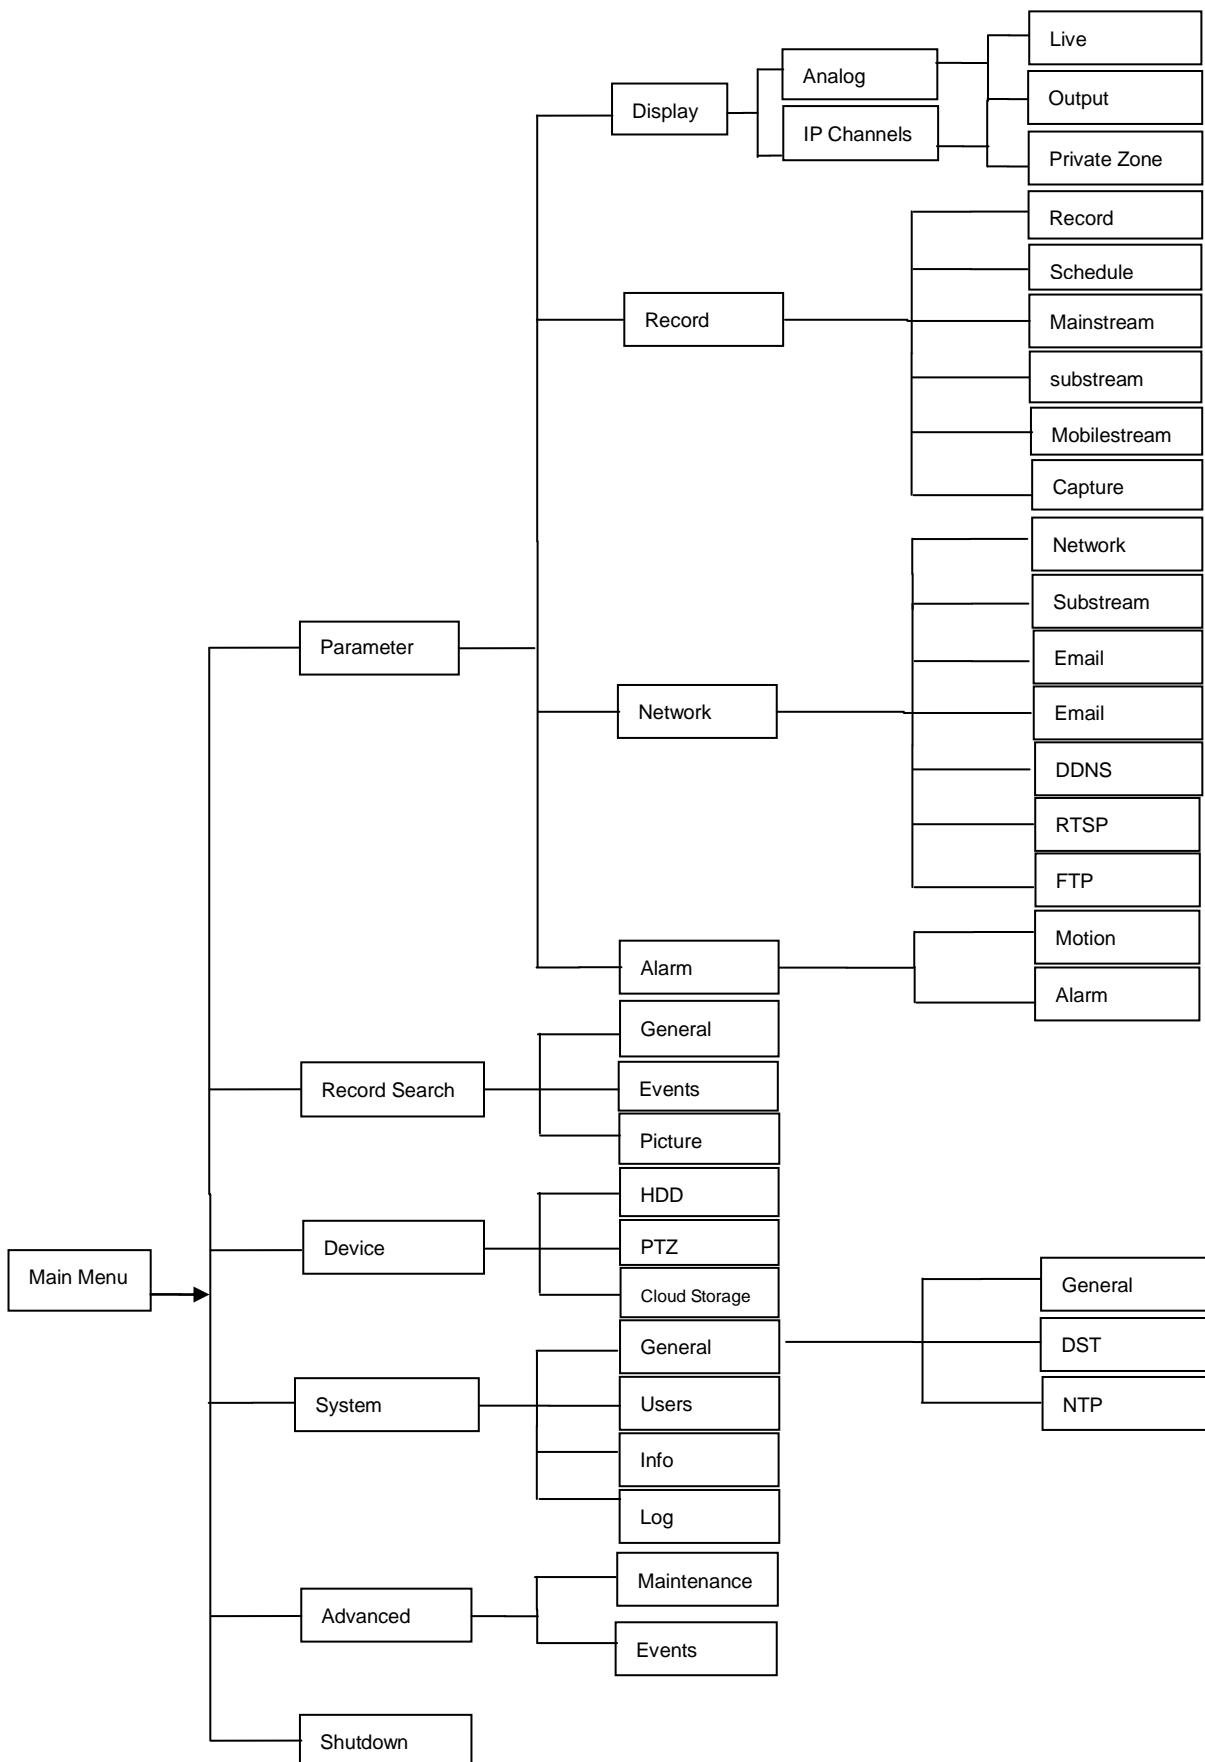 Live
Analog
Display
Output
IP Channels
Private Zone
Record
Schedule
Record
Mainstream
substream
Mobilestream
Capture
Network
Substream
Parameter
Email
Network
Email
DDNS
RTSP
FTP
Motion
Alarm
Alarm
General
Record Search
Events
Picture
HDD
Device
PTZ
Main Menu
Cloud Storage
General
General
DST
System
Users
NTP
Info
Log
Maintenance
Advanced
Events
Shutdown